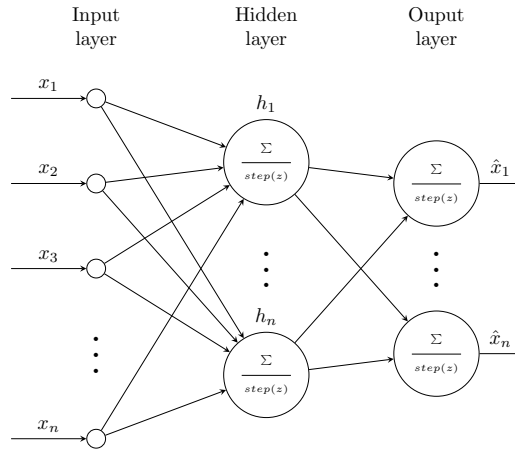 Input
layer
Hidden
layer
Ouput
layer
x₁
x₂
x₃
xₙ
h₁
Σ
step(z)
hₙ
Σ
step(z)
Σ
step(z)
x̂₁
Σ
step(z)
x̂ₙ